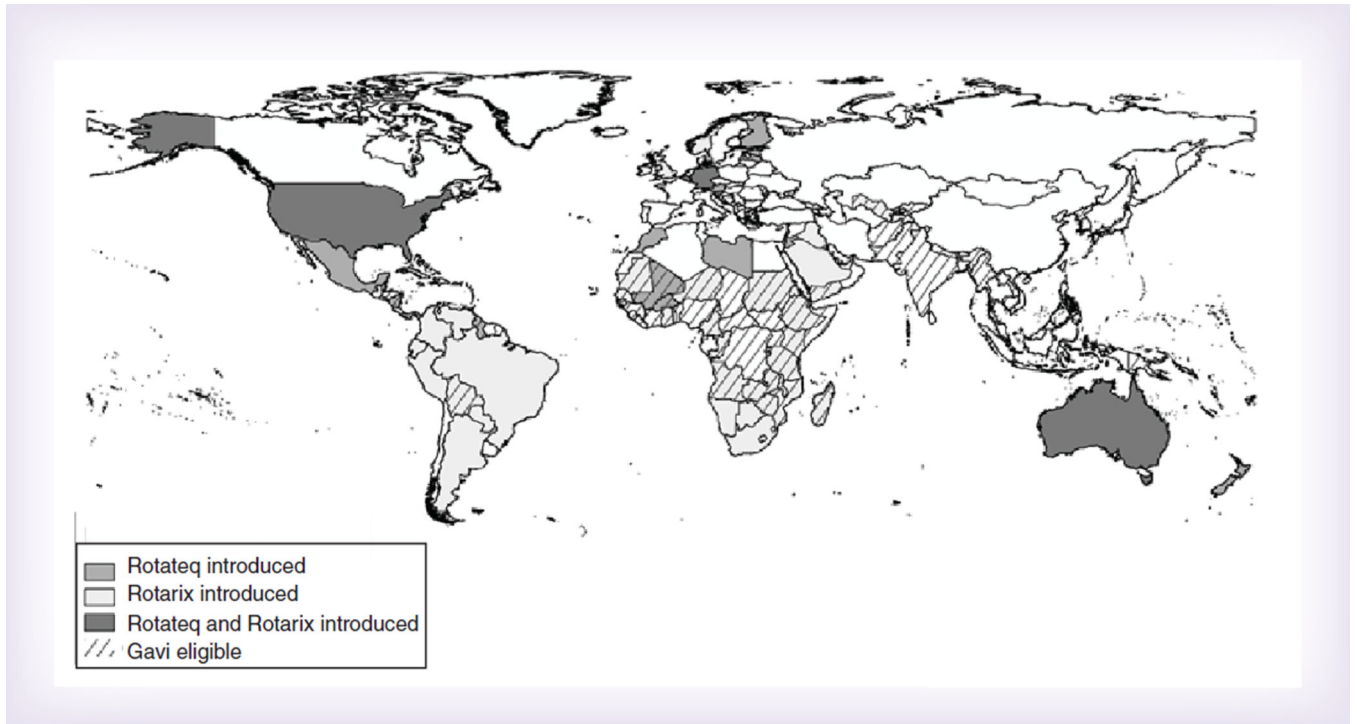 Rotateq introduced
Rotarix introduced
Rotateq and Rotarix introduced
Gavi eligible